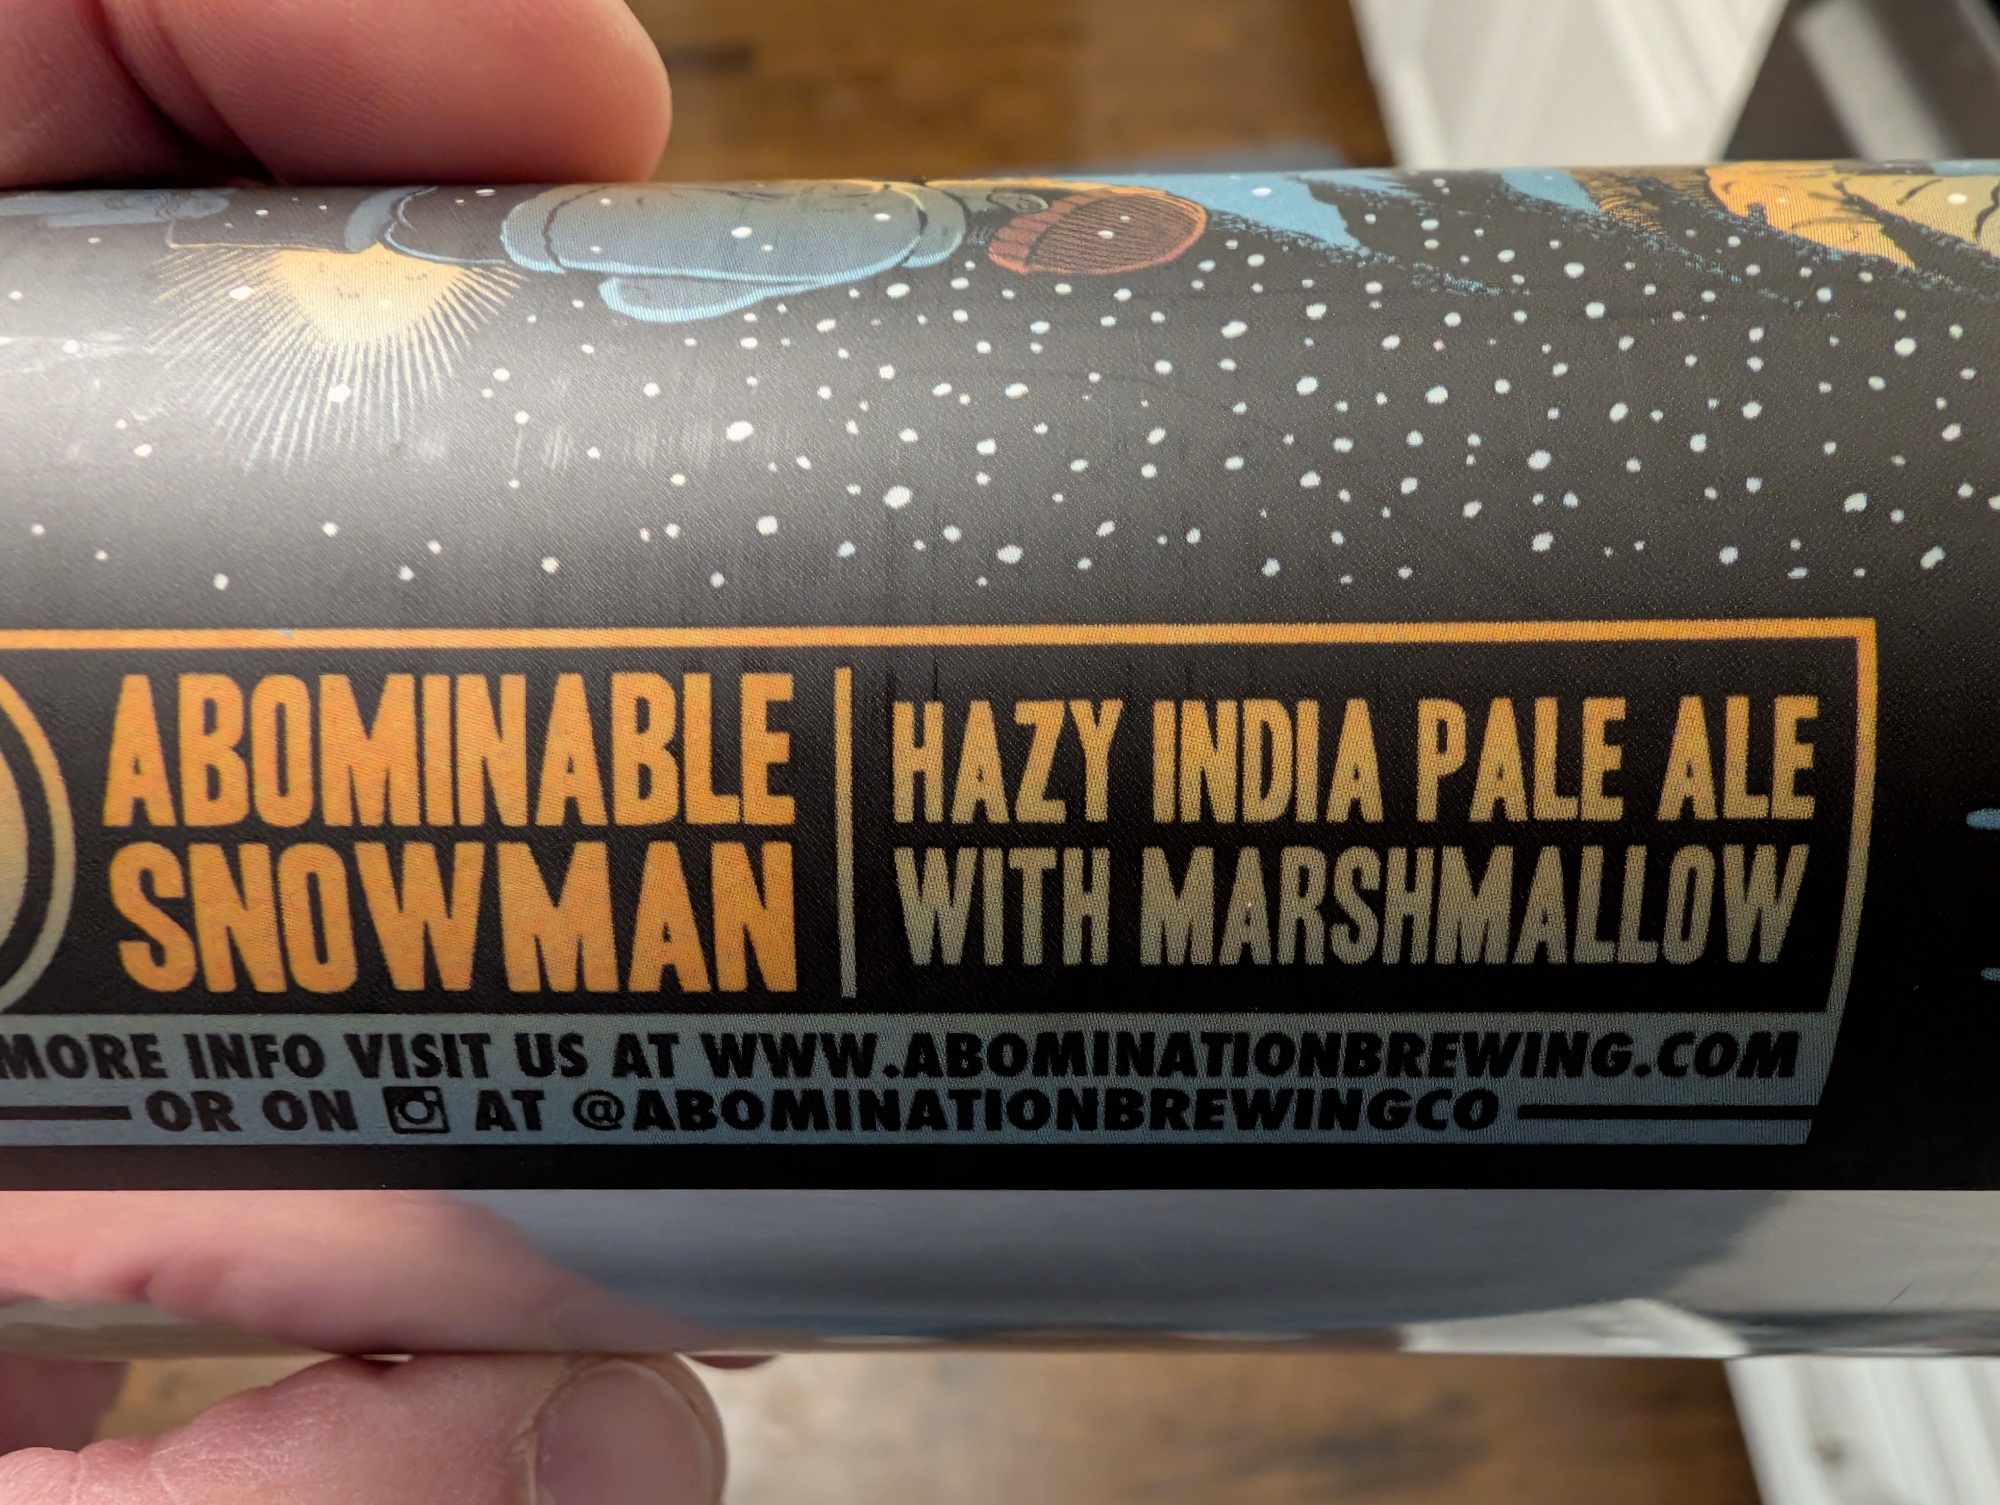 ABOMINABLE
SNOWMAN
HAZY INDIA PALE ALE
WITH MARSHMALLOW
MORE INFO VISIT US AT WWW.ABOMINATIONBREWING.COM
OR ON AT @ABOMINATIONBREWINGCO